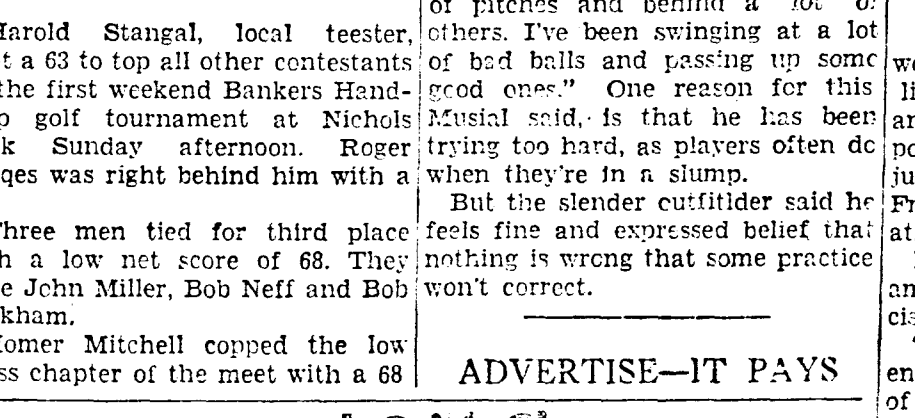 Harold Stangal, local teester,
t a 63 to top all other contestants
the first weekend Bankers Hand-
p golf tournament at Nichols
k Sunday afternoon. Roger
qes was right behind him with a
Three men tied for third place
h a low net score of 68. They
e John Miller, Bob Neff and Bob
kham.
Homer Mitchell copped the low
ss chapter of the meet with a 68
of pitches and behind a lot of
others. I've been swinging at a lot
of bad balls and passing up some
good ones." One reason for this
Musial said, is that he has been
trying too hard, as players often do
when they're in a slump.
But the slender outfitlder said he
feels fine and expressed belief that
nothing is wrong that some practice
won't correct.
ADVERTISE—IT PAYS
we
li
ar
po
ju
Fr
at
an
cis
en
of